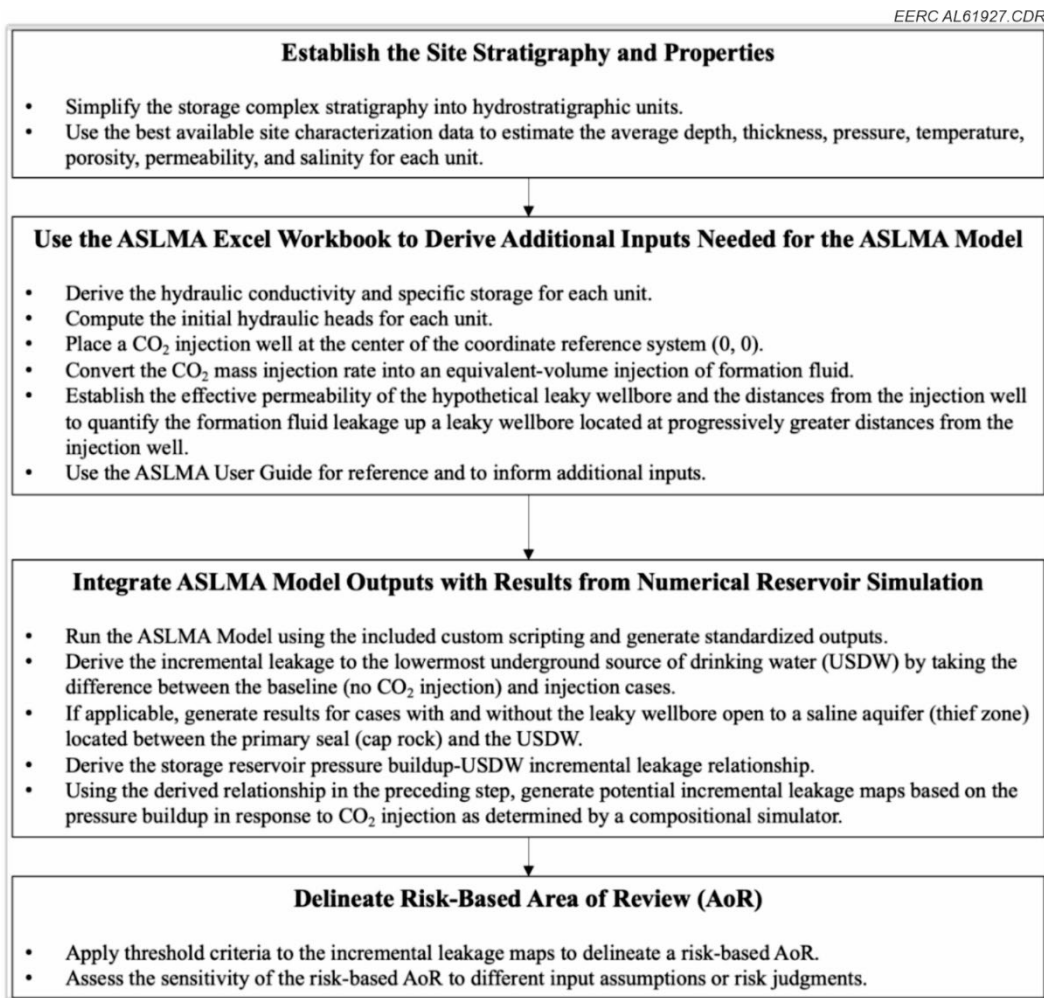 EERC AL61927.CDR
Establish the Site Stratigraphy and Properties
• Simplify the storage complex stratigraphy into hydrostratigraphic units.
• Use the best available site characterization data to estimate the average depth, thickness, pressure, temperature,
porosity, permeability, and salinity for each unit.
Use the ASLMA Excel Workbook to Derive Additional Inputs Needed for the ASLMA Model
• Derive the hydraulic conductivity and specific storage for each unit.
• Compute the initial hydraulic heads for each unit.
• Place a CO₂ injection well at the center of the coordinate reference system (0, 0).
• Convert the CO₂ mass injection rate into an equivalent-volume injection of formation fluid.
• Establish the effective permeability of the hypothetical leaky wellbore and the distances from the injection well
to quantify the formation fluid leakage up a leaky wellbore located at progressively greater distances from the
injection well.
• Use the ASLMA User Guide for reference and to inform additional inputs.
Integrate ASLMA Model Outputs with Results from Numerical Reservoir Simulation
• Run the ASLMA Model using the included custom scripting and generate standardized outputs.
• Derive the incremental leakage to the lowermost underground source of drinking water (USDW) by taking the
difference between the baseline (no CO₂ injection) and injection cases.
• If applicable, generate results for cases with and without the leaky wellbore open to a saline aquifer (thief zone)
located between the primary seal (cap rock) and the USDW.
• Derive the storage reservoir pressure buildup-USDW incremental leakage relationship.
• Using the derived relationship in the preceding step, generate potential incremental leakage maps based on the
pressure buildup in response to CO₂ injection as determined by a compositional simulator.
Delineate Risk-Based Area of Review (AoR)
• Apply threshold criteria to the incremental leakage maps to delineate a risk-based AoR.
• Assess the sensitivity of the risk-based AoR to different input assumptions or risk judgments.